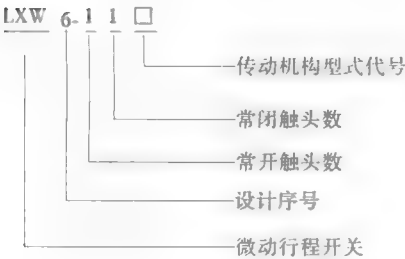 LXW 6-1 1 □
传动机构型式代号
常闭触头数
常开触头数
设计序号
微动行程开关